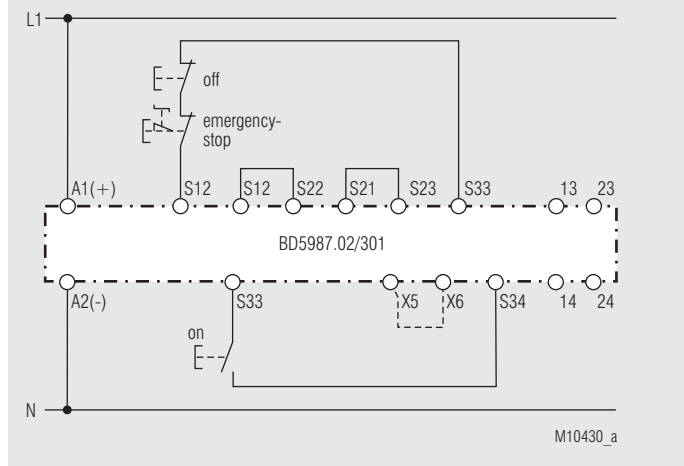 L1
off
emergency-
stop
A1(+) S12 S12 S22 S21 S23 S33 13 23
BD5987.02/301
A2(-) S33 X5 X6 S34 14 24
on
N
M10430_a